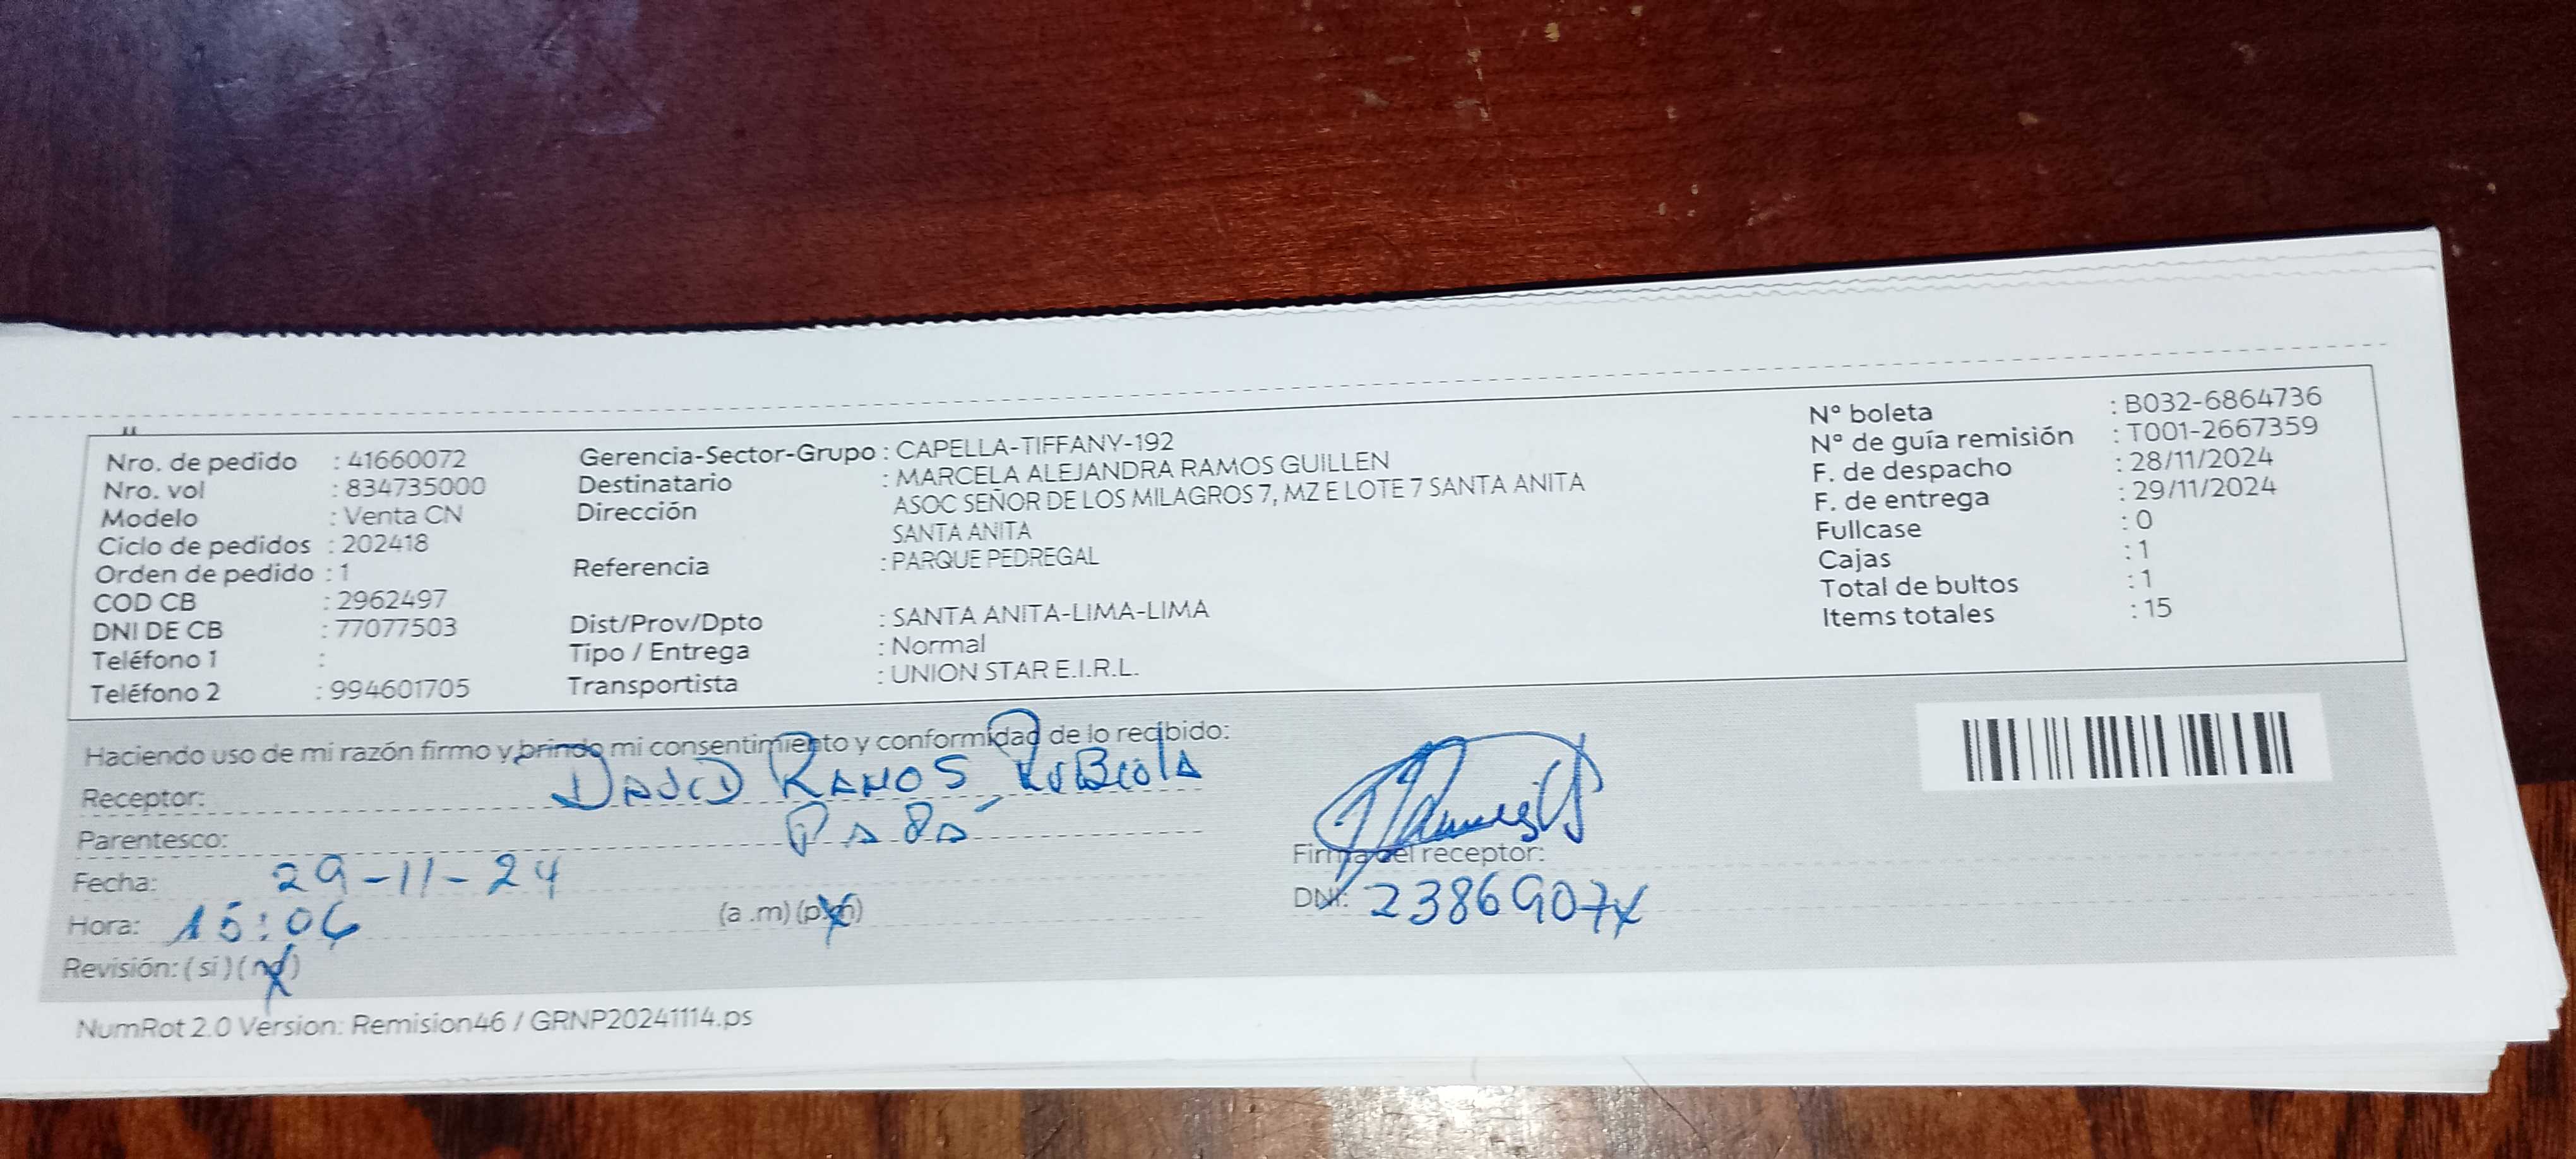 Nro. de pedido : 41660072
Nro. vol : 834735000
Modelo : Venta CN
Ciclo de pedidos : 202418
Orden de pedido : 1
COD CB : 2962497
DNI DE CB : 77077503
Teléfono 1 :
Teléfono 2 : 994601705
Gerencia-Sector-Grupo : CAPELLA-TIFFANY-192
Destinatario : MARCELA ALEJANDRA RAMOS GUILLEN
Dirección ASOC SEÑOR DE LOS MILAGROS 7, MZ E LOTE 7 SANTA ANITA
SANTA ANITA
Referencia : PARQUE PEDREGAL
Dist/Prov/Dpto : SANTA ANITA-LIMA-LIMA
Tipo / Entrega : Normal
Transportista : UNION STAR E.I.R.L.
N° boleta : B032-6864736
N° de guía remisión : T001-2667359
F. de despacho : 28/11/2024
F. de entrega : 29/11/2024
Fullcase : 0
Cajas : 1
Total de bultos : 1
Items totales : 15
Haciendo uso de mi razón firmo y brindo mi consentimiento y conformidad de lo recibido:
Receptor: DAVID RAMOS
Parentesco: PAPÁ
Fecha: 29-11-24
Hora: 15:06 (a .m) (p.m)
Revisión: ( si ) ( no )
Firma del receptor:
DNI: 2386907
NumRot 2.0 Version: Remision46 / GRNP20241114.ps